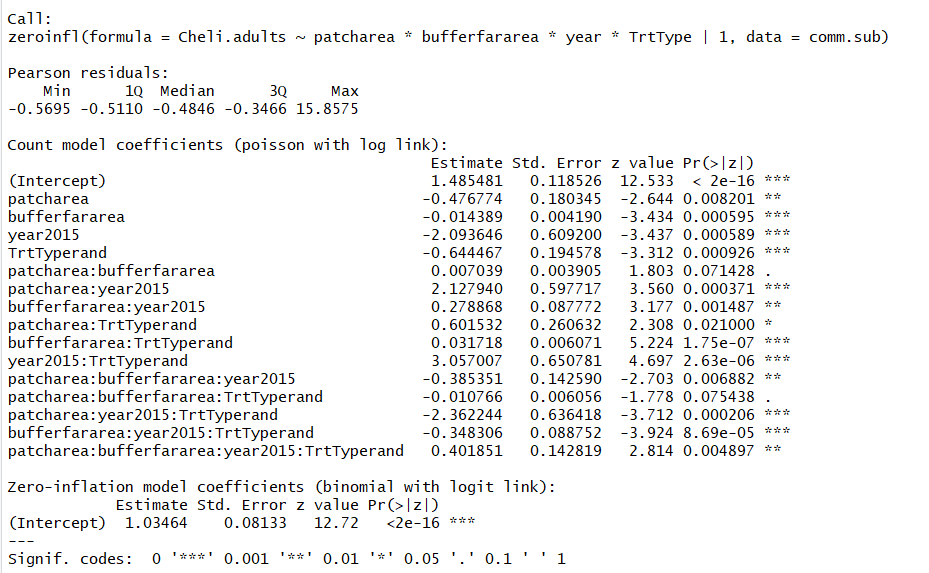 Call:
zeroinfl(formula = Cheli.adults ~ patcharea * bufferfararea * year * TrtType | 1, data = comm.sub)
Pearson residuals:
Min 1Q Median 3Q Max
-0.5695 -0.5110 -0.4846 -0.3466 15.8575
Count model coefficients (poisson with log link):
Estimate Std. Error z value Pr(>|z|)
(Intercept) 1.485481 0.118526 12.533 < 2e-16 ***
patcharea -0.476774 0.180345 -2.644 0.008201 **
bufferfararea -0.014389 0.004190 -3.434 0.000595 ***
year2015 -2.093646 0.609200 -3.437 0.000589 ***
TrtTyperand -0.644467 0.194578 -3.312 0.000926 ***
patcharea:bufferfararea 0.007039 0.003905 1.803 0.071428 .
patcharea:year2015 2.127940 0.597717 3.560 0.000371 ***
bufferfararea:year2015 0.278868 0.087772 3.177 0.001487 **
patcharea:TrtTyperand 0.601532 0.260632 2.308 0.021000 *
bufferfararea:TrtTyperand 0.031718 0.006071 5.224 1.75e-07 ***
year2015:TrtTyperand 3.057007 0.650781 4.697 2.63e-06 ***
patcharea:bufferfararea:year2015 -0.385351 0.142590 -2.703 0.006882 **
patcharea:bufferfararea:TrtTyperand -0.010766 0.006056 -1.778 0.075438 .
patcharea:year2015:TrtTyperand -2.362244 0.636418 -3.712 0.000206 ***
bufferfararea:year2015:TrtTyperand -0.348306 0.088752 -3.924 8.69e-05 ***
patcharea:bufferfararea:year2015:TrtTyperand 0.401851 0.142819 2.814 0.004897 **
Zero-inflation model coefficients (binomial with logit link):
Estimate Std. Error z value Pr(>|z|)
(Intercept) 1.03464 0.08133 12.72 <2e-16 ***
---
Signif. codes: 0 '***' 0.001 '**' 0.01 '*' 0.05 '.' 0.1 ' ' 1